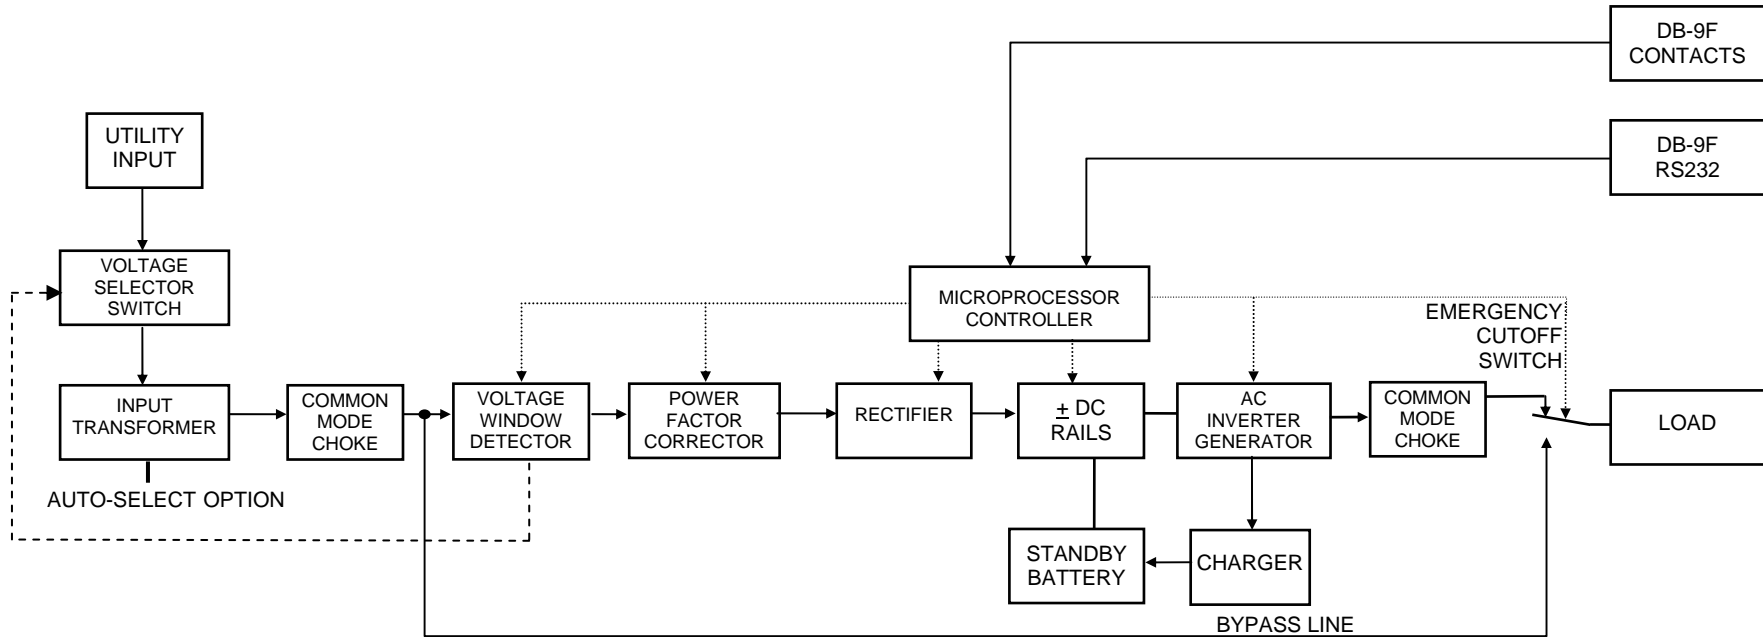 DB-9F
CONTACTS
UTILITY
INPUT
DB-9F
RS232
VOLTAGE
SELECTOR
SWITCH
MICROPROCESSOR
CONTROLLER
EMERGENCY
CUTOFF
SWITCH
INPUT
TRANSFORMER
COMMON
MODE
CHOKE
VOLTAGE
WINDOW
DETECTOR
POWER
FACTOR
CORRECTOR
RECTIFIER
± DC
RAILS
AC
INVERTER
GENERATOR
COMMON
MODE
CHOKE
LOAD
AUTO-SELECT OPTION
STANDBY
BATTERY
CHARGER
BYPASS LINE